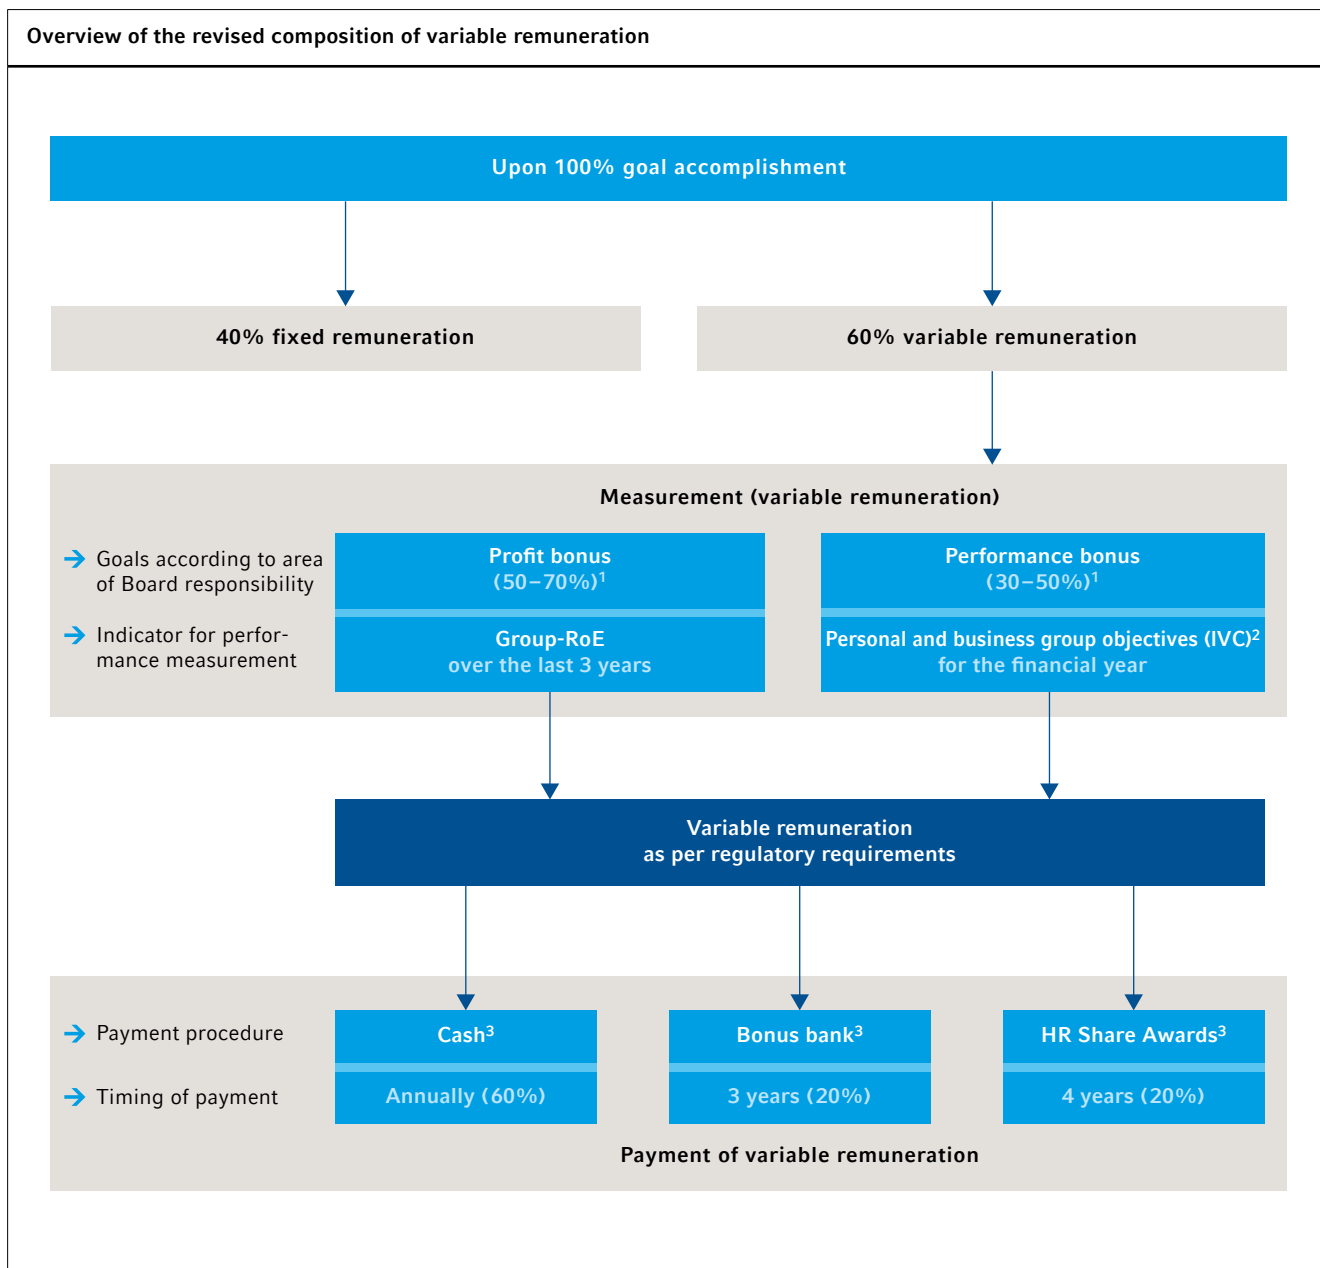 Overview of the revised composition of variable remuneration
Upon 100% goal accomplishment
40% fixed remuneration
60% variable remuneration
Measurement (variable remuneration)
→ Goals according to area
of Board responsibility
Profit bonus
(50–70%)¹
Performance bonus
(30–50%)¹
→ Indicator for perfor-
mance measurement
Group-RoE
over the last 3 years
Personal and business group objectives (IVC)²
for the financial year
Variable remuneration
as per regulatory requirements
→ Payment procedure
Cash³
Bonus bank³
HR Share Awards³
→ Timing of payment
Annually (60%)
3 years (20%)
4 years (20%)
Payment of variable remuneration